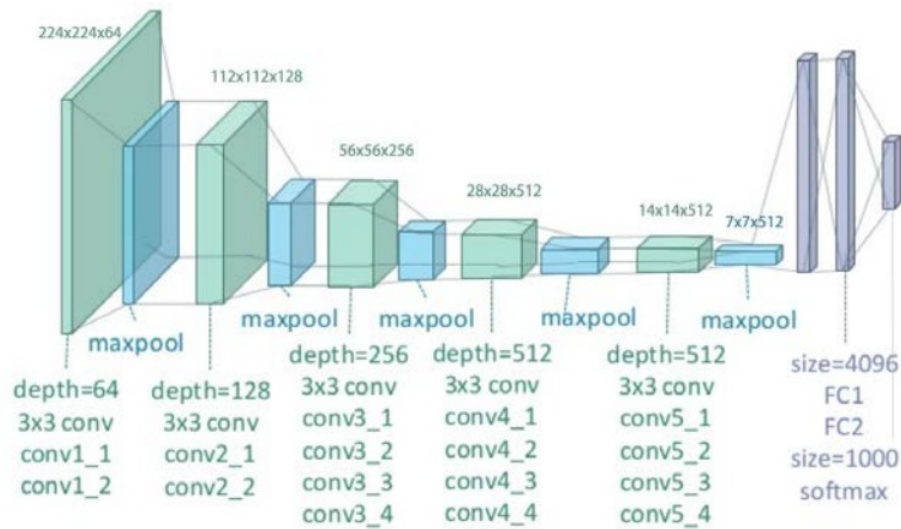 224x224x64
112x112x128
56x56x256
28x28x512
14x14x512
7x7x512
maxpool
maxpool
maxpool
maxpool
maxpool
depth=64
3x3 conv
conv1_1
conv1_2
depth=128
3x3 conv
conv2_1
conv2_2
depth=256
3x3 conv
conv3_1
conv3_2
conv3_3
conv3_4
depth=512
3x3 conv
conv4_1
conv4_2
conv4_3
conv4_4
depth=512
3x3 conv
conv5_1
conv5_2
conv5_3
conv5_4
size=4096
FC1
FC2
size=1000
softmax